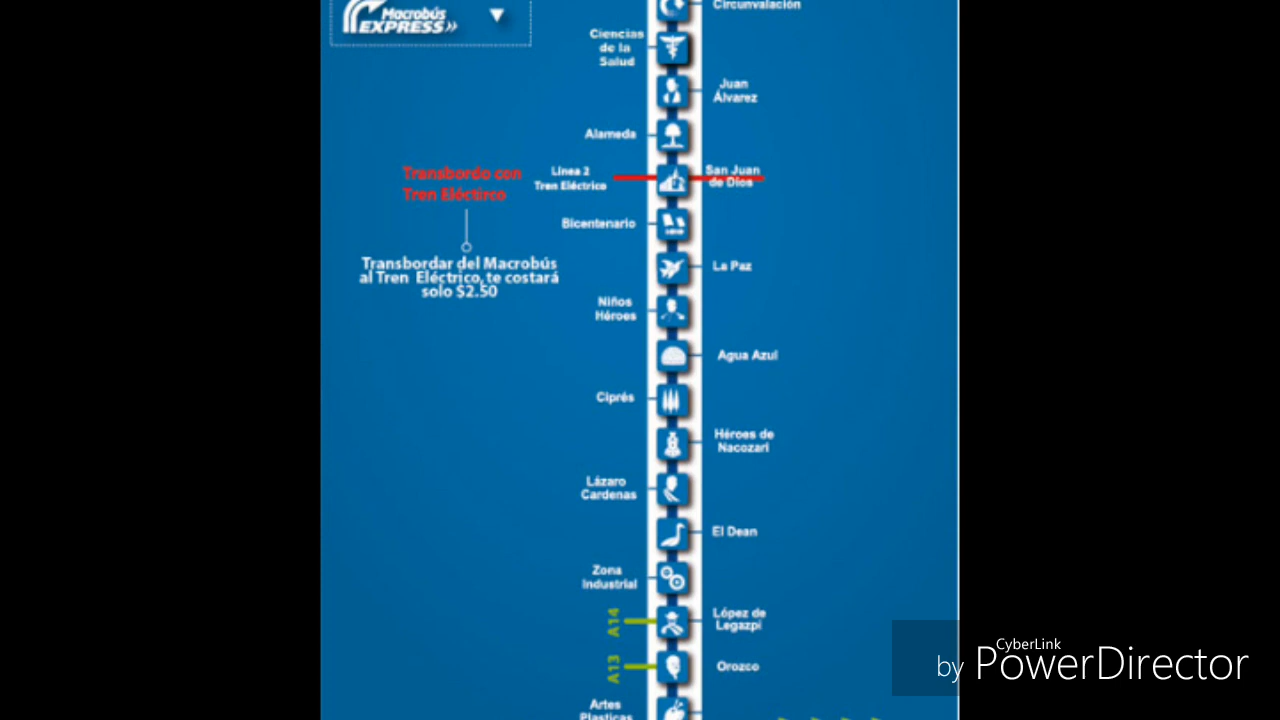 Macrobús
EXPRESS
Circunvalación
Ciencias
de la
Salud
Juan
Álvarez
Alameda
Transbordo con
Tren Eléctirco
Línea 2
Tren Eléctrico
San Juan
de Dios
Bicentenario
Transbordar del Macrobús
al Tren Eléctrico, te costará
solo $2.50
La Paz
Niños
Héroes
Agua Azul
Ciprés
Héroes de
Nacozari
Lázaro
Cardenas
El Dean
Zona
Industrial
A14
López de
Legazpi
A13
Orozco
Artes
Plasticas
CyberLink
by PowerDirector